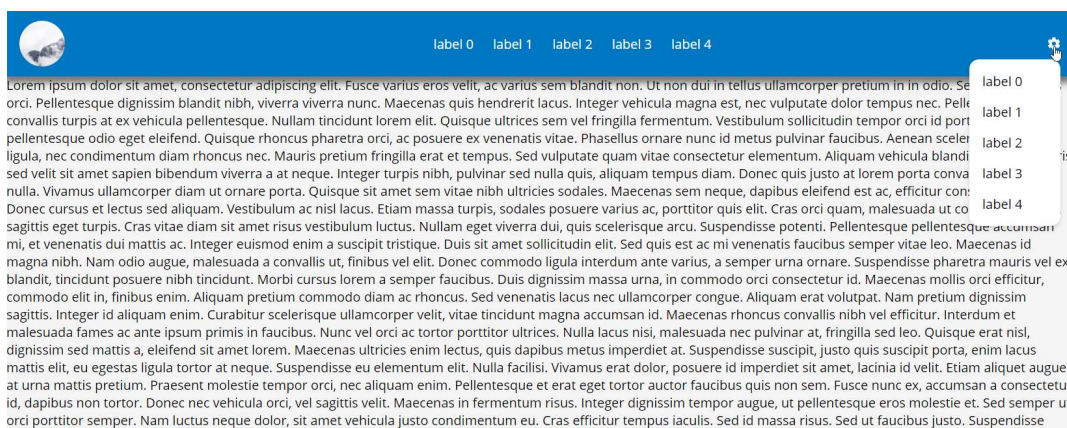 label 0 label 1 label 2 label 3 label 4
label 0
label 1
label 2
label 3
label 4
Lorem ipsum dolor sit amet, consectetur adipiscing elit. Fusce varius eros velit, ac varius sem blandit non. Ut non dui in tellus ullamcorper pretium in in odio.
orci. Pellentesque dignissim blandit nibh, viverra viverra nunc. Maecenas quis hendrerit lacus. Integer vehicula magna est, nec vulputate dolor tempus nec.
convallis turpis at ex vehicula pellentesque. Nullam tincidunt lorem elit. Quisque ultrices sem vel fringilla fermentum. Vestibulum sollicitudin tempor orci id
pellentesque odio eget eleifend. Quisque rhoncus pharetra orci, ac posuere ex venenatis vitae. Phasellus ornare nunc id metus pulvinar faucibus. Aenean
ligula, nec condimentum diam rhoncus nec. Mauris pretium fringilla erat et tempus. Sed vulputate quam vitae consectetur elementum. Aliquam vehicula
sed velit sit amet sapien bibendum viverra a at neque. Integer turpis nibh, pulvinar sed nulla quis, aliquam tempus diam. Donec quis justo at lorem porta
nulla. Vivamus ullamcorper diam ut ornare porta. Quisque sit amet sem vitae nibh ultricies sodales. Maecenas sem neque, dapibus eleifend est ac, efficitur
Donec cursus et lectus sed aliquam. Vestibulum ac nisl lacus. Etiam massa turpis, sodales posuere varius ac, porttitor quis elit. Cras orci quam, malesuada ut
sagittis eget turpis. Cras vitae diam sit amet risus vestibulum luctus. Nullam eget viverra dui, quis scelerisque arcu. Suspendisse potenti. Pellentesque pellentesque accumsan
mi, et venenatis dui mattis ac. Integer euismod enim a suscipit tristique. Duis sit amet sollicitudin elit. Sed quis est ac mi venenatis faucibus semper vitae leo. Maecenas id
magna nibh. Nam odio augue, malesuada a convallis ut, finibus vel elit. Donec commodo ligula interdum ante varius, a semper urna ornare. Suspendisse pharetra mauris vel ex
blandit, tincidunt posuere nibh tincidunt. Morbi cursus lorem a semper faucibus. Duis dignissim massa urna, in commodo orci consectetur id. Maecenas mollis orci efficitur,
commodo elit in, finibus enim. Aliquam pretium commodo diam ac rhoncus. Sed venenatis lacus nec ullamcorper congue. Aliquam erat volutpat. Nam pretium dignissim
sagittis. Integer id aliquam enim. Curabitur scelerisque ullamcorper velit, vitae tincidunt magna accumsan id. Maecenas rhoncus convallis nibh vel efficitur. Interdum et
malesuada fames ac ante ipsum primis in faucibus. Nunc vel orci ac tortor porttitor ultrices. Nulla lacus nisi, malesuada nec pulvinar at, fringilla sed leo. Quisque erat nisl,
dignissim sed mattis a, eleifend sit amet lorem. Maecenas ultricies enim lectus, quis dapibus metus imperdiet at. Suspendisse suscipit, justo quis suscipit porta, enim lacus
mattis elit, eu egestas ligula tortor at neque. Suspendisse eu elementum elit. Nulla facilisi. Vivamus erat dolor, posuere id imperdiet sit amet, lacinia id velit. Etiam aliquet augue
at urna mattis pretium. Praesent molestie tempor orci, nec aliquam enim. Pellentesque et erat eget tortor auctor faucibus quis non sem. Fusce nunc ex, accumsan a consectetu
id, dapibus non tortor. Donec nec vehicula orci, vel sagittis velit. Maecenas in fermentum risus. Integer dignissim tempor augue, ut pellentesque eros molestie et. Sed semper u
orci porttitor semper. Nam luctus neque dolor, sit amet vehicula justo condimentum eu. Cras efficitur tempus iaculis. Sed id massa risus. Sed ut faucibus justo. Suspendisse